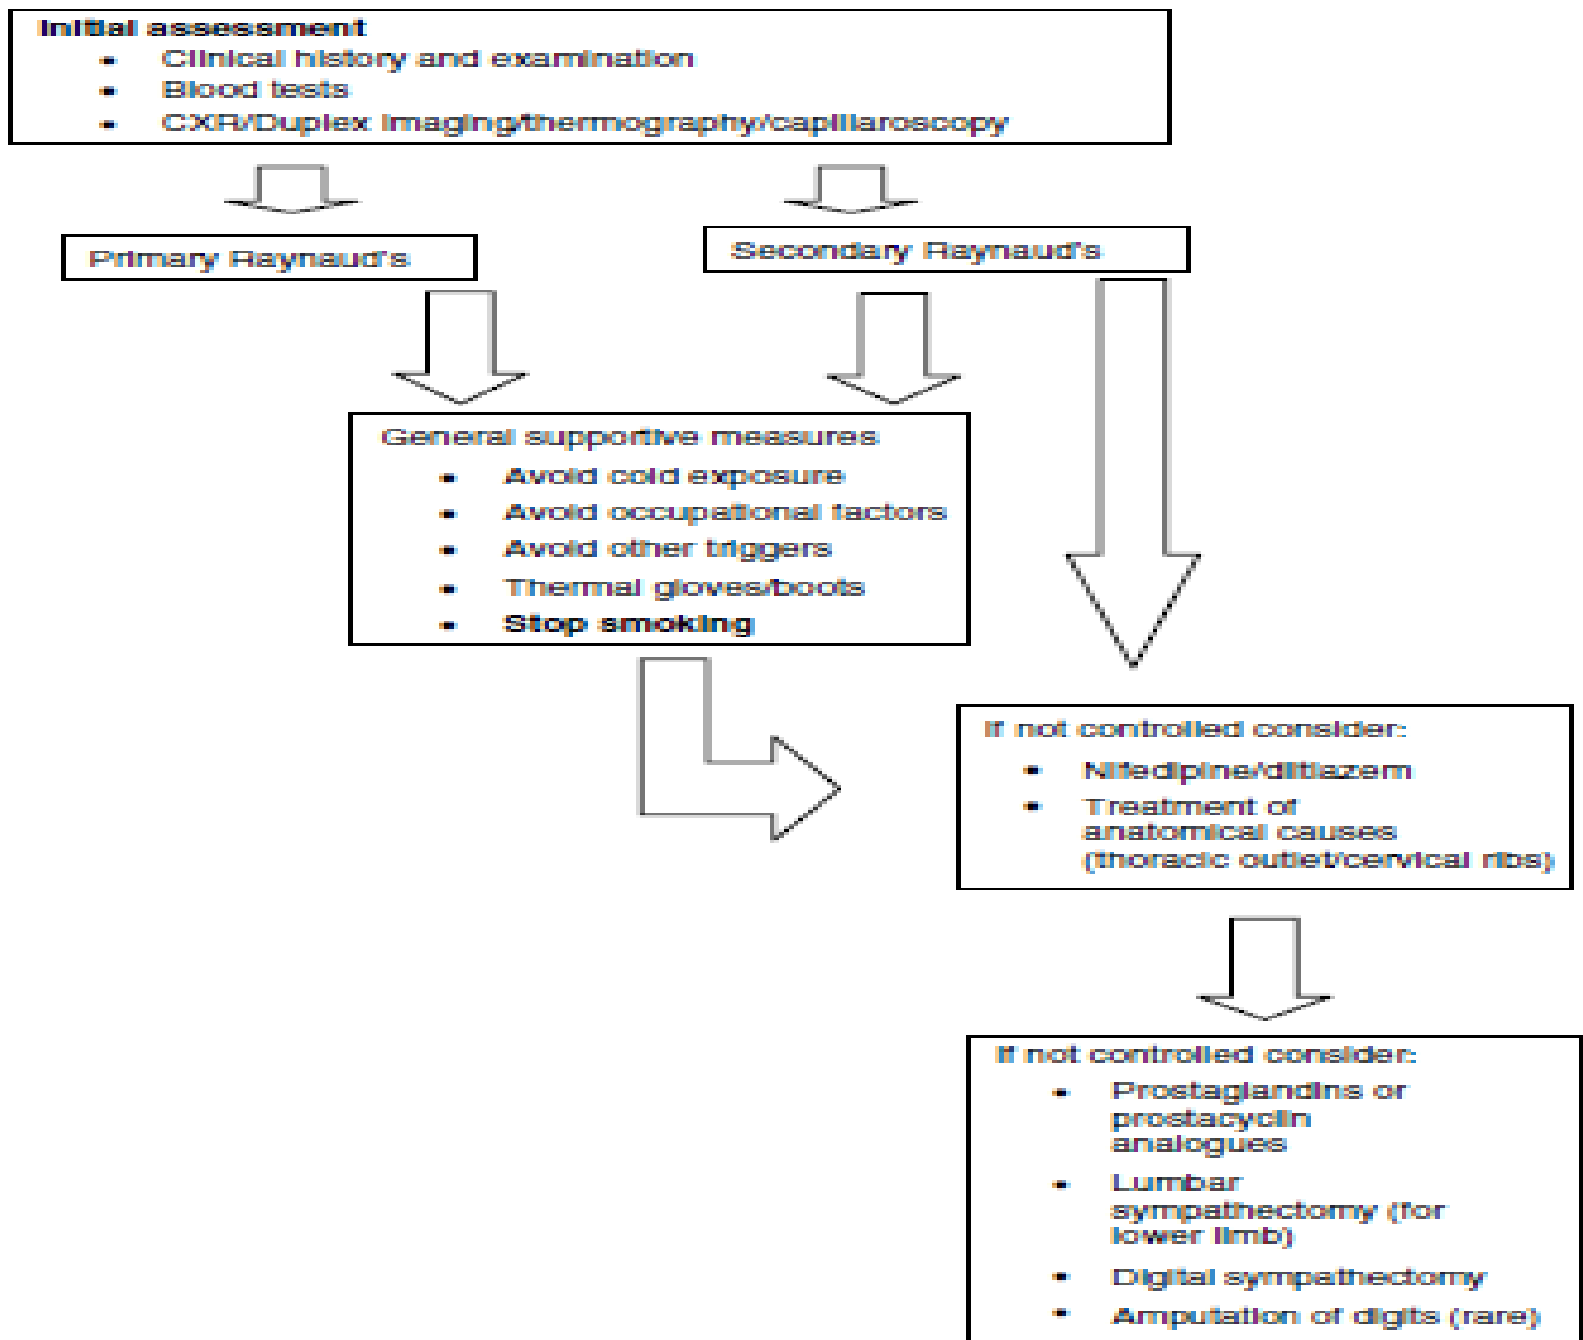 Initial assessment
• Clinical history and examination
• Blood tests
• CXR/Duplex imaging/thermography/capillaroscopy
Primary Raynaud's
Secondary Raynaud's
General supportive measures
• Avoid cold exposure
• Avoid occupational factors
• Avoid other triggers
• Thermal gloves/boots
• Stop smoking
If not controlled consider:
• Nifedipine/diltiazem
• Treatment of
anatomical causes
(thoracic outlet/cervical ribs)
If not controlled consider:
• Prostaglandins or
prostacyclin
analogues
• Lumbar
sympathectomy (for
lower limb)
• Digital sympathectomy
• Amputation of digits (rare)